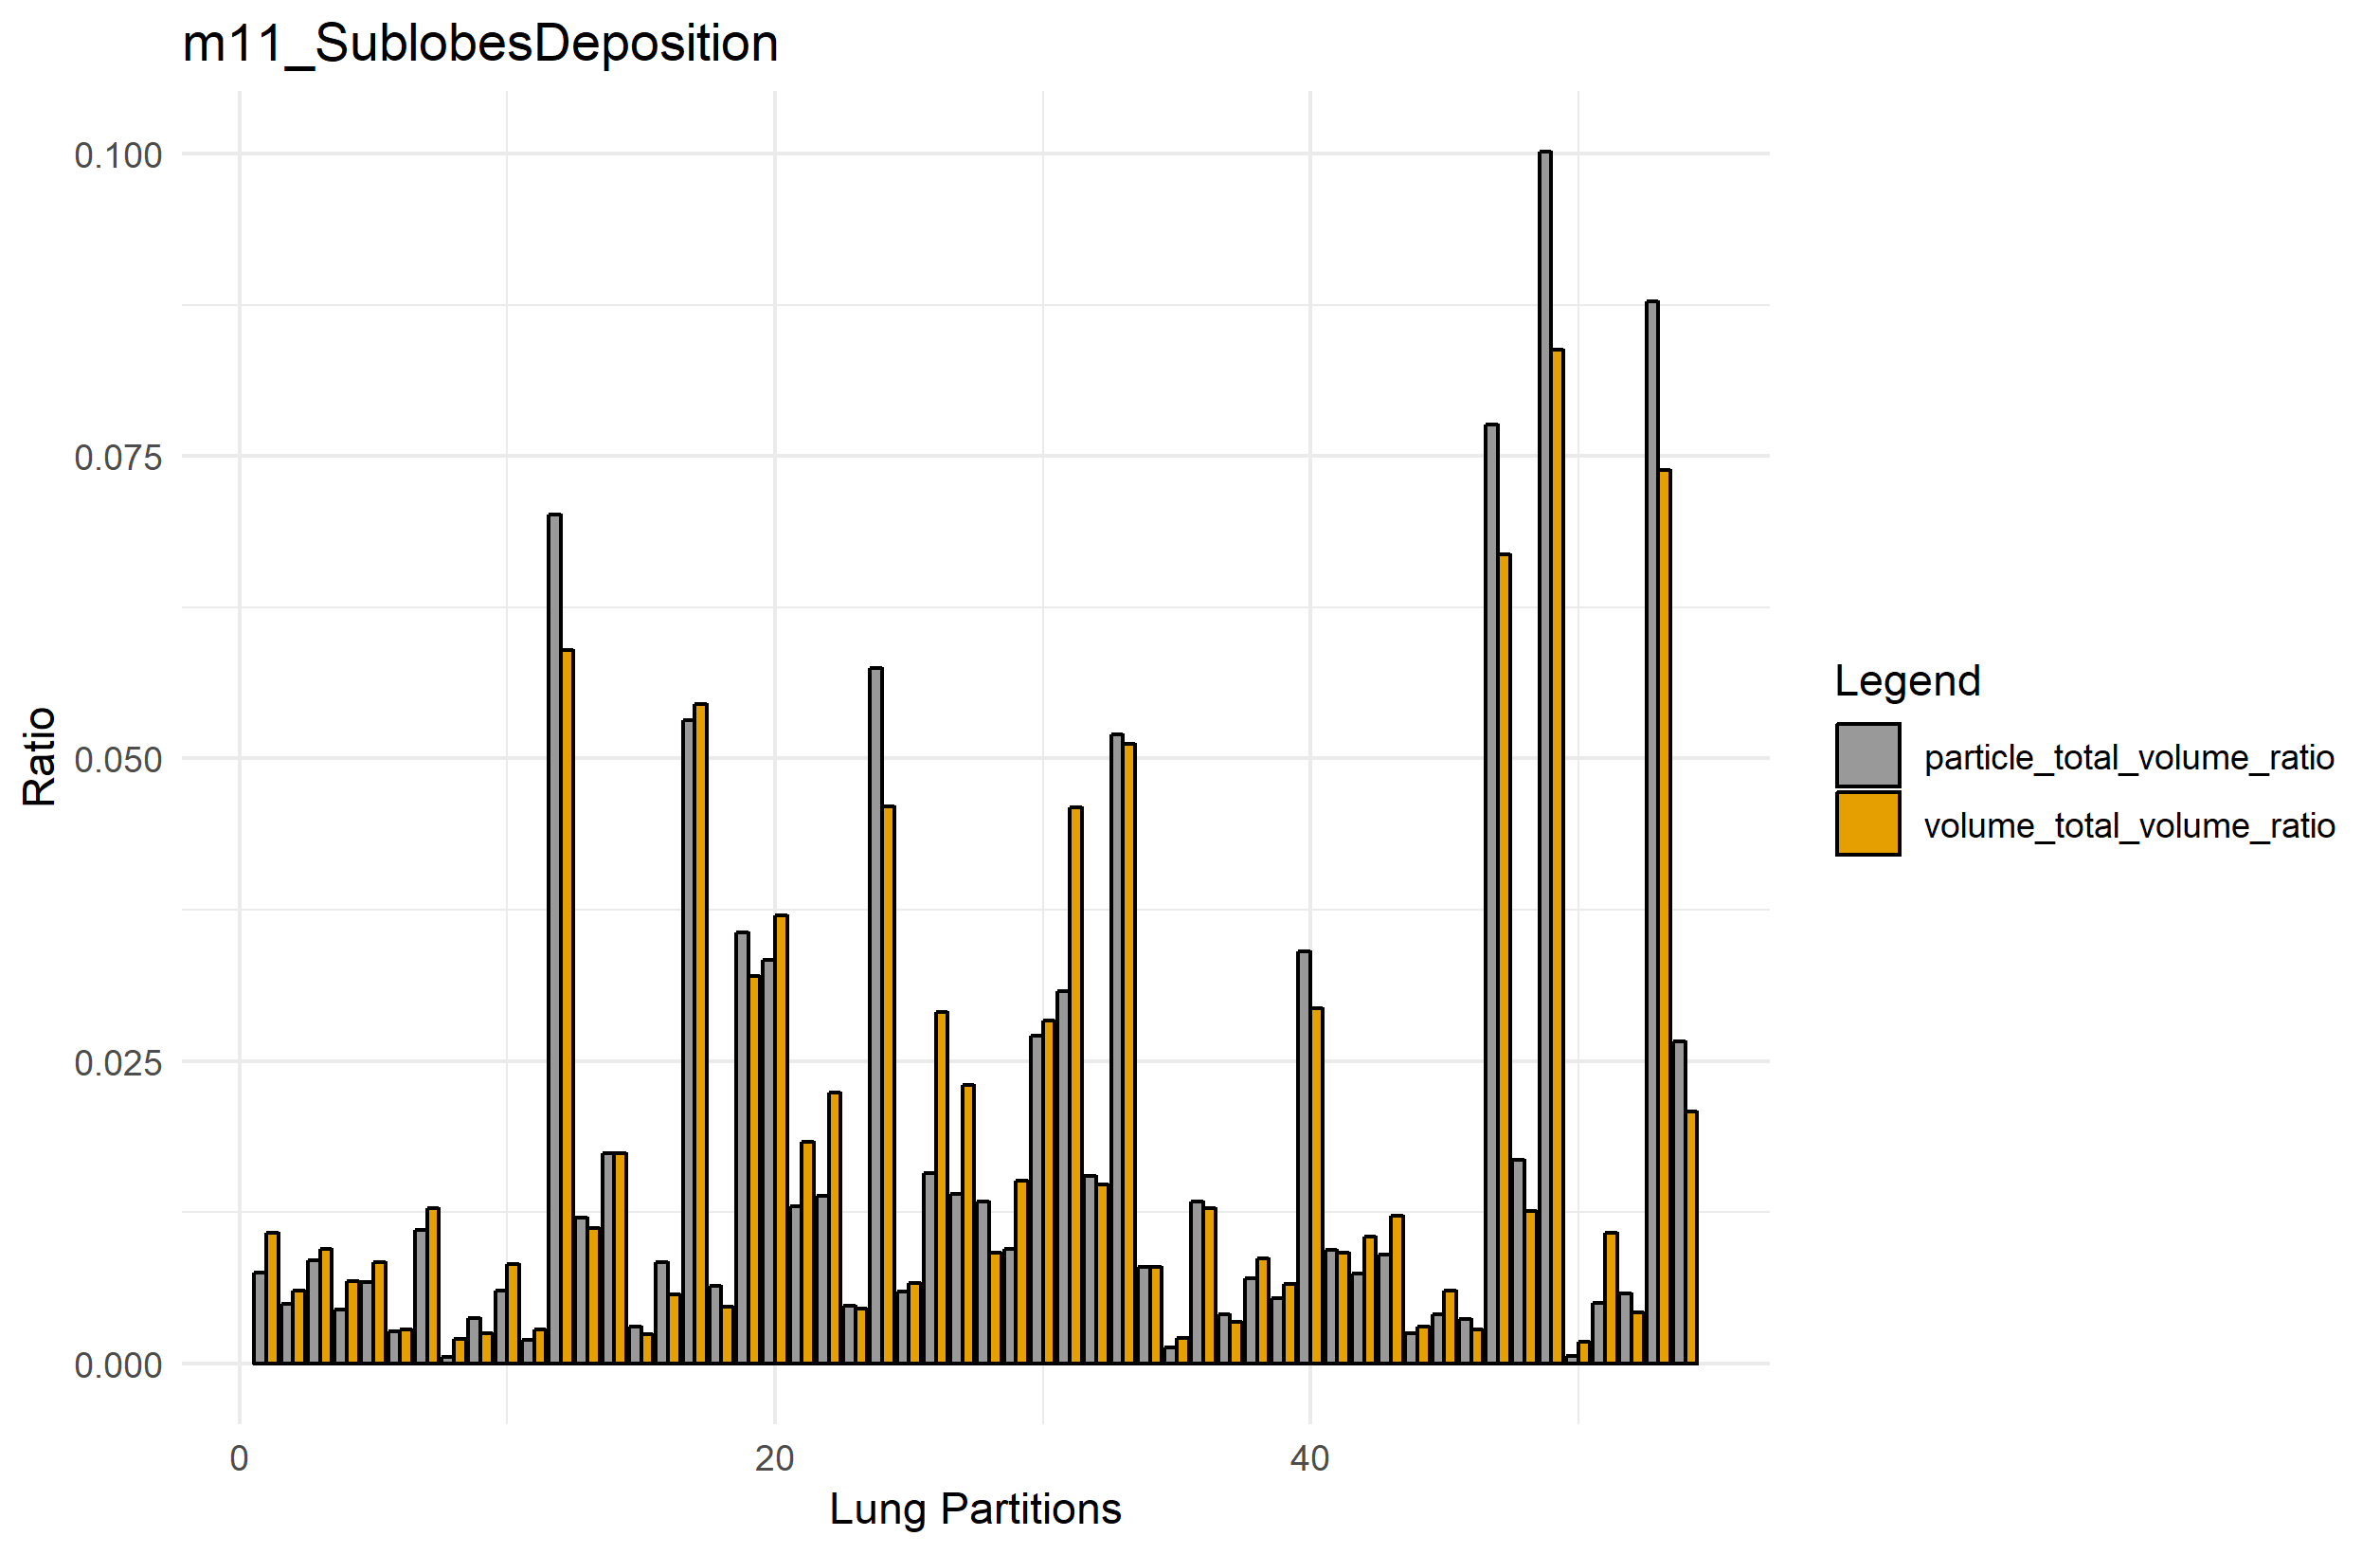 m11_SublobesDeposition
0.100
0.075
0.050
0.025
0.000
Ratio
0
20
40
Lung Partitions
Legend
particle_total_volume_ratio
volume_total_volume_ratio